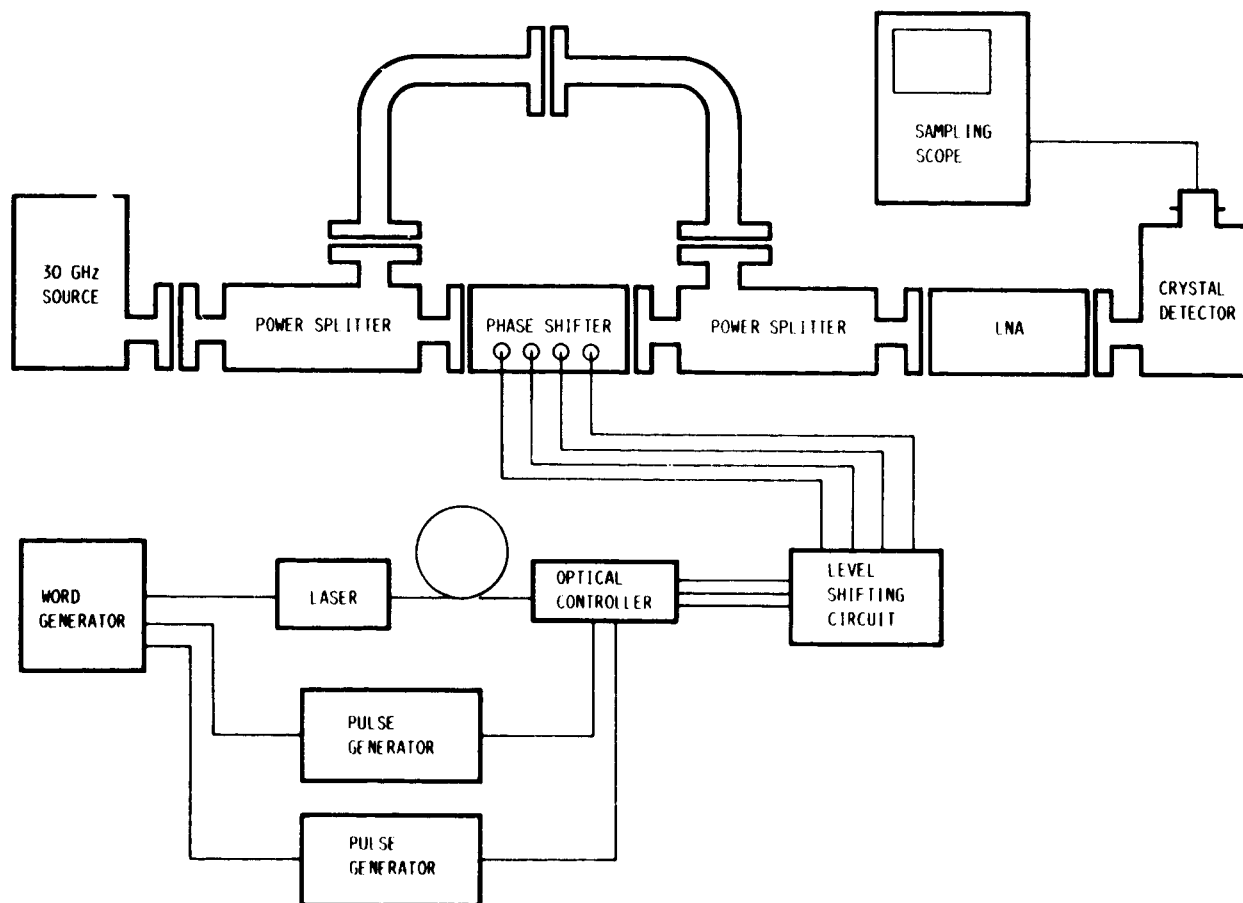 SAMPLING
SCOPE
30 GHz
SOURCE
POWER SPLITTER
PHASE SHIFTER
POWER SPLITTER
LNA
CRYSTAL
DETECTOR
WORD
GENERATOR
LASER
OPTICAL
CONTROLLER
LEVEL
SHIFTING
CIRCUIT
PULSE
GENERATOR
PULSE
GENERATOR